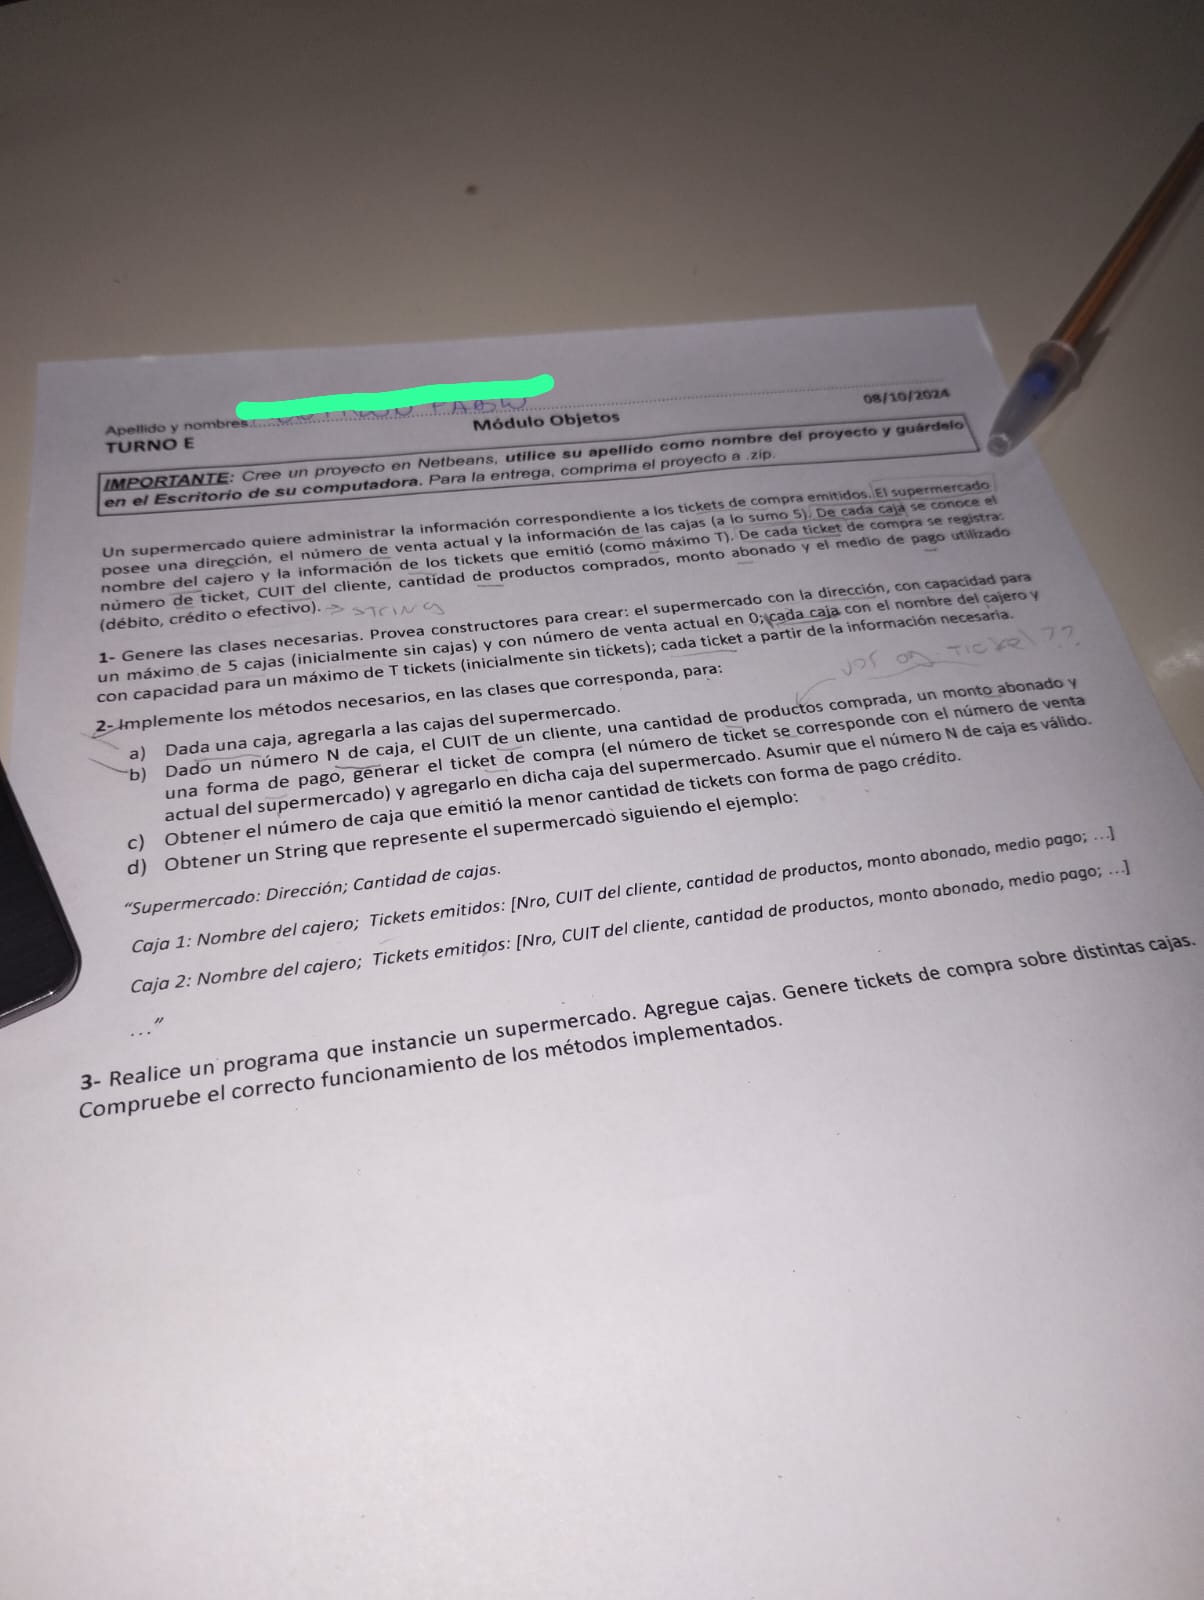 Apellido y nombres:
08/10/2024
TURNO E
Módulo Objetos
IMPORTANTE: Cree un proyecto en Netbeans, utilice su apellido como nombre del proyecto y guárdelo
en el Escritorio de su computadora. Para la entrega, comprima el proyecto a .zip.
Un supermercado quiere administrar la información correspondiente a los tickets de compra emitidos. El supermercado
posee una dirección, el número de venta actual y la información de las cajas (a lo sumo 5). De cada caja se conoce el
nombre del cajero y la información de los tickets que emitió (como máximo T). De cada ticket de compra se registra:
número de ticket, CUIT del cliente, cantidad de productos comprados, monto abonado y el medio de pago utilizado
(débito, crédito o efectivo). → STRING
1- Genere las clases necesarias. Provea constructores para crear: el supermercado con la dirección, con capacidad para
un máximo de 5 cajas (inicialmente sin cajas) y con número de venta actual en 0; cada caja con el nombre del cajero y
con capacidad para un máximo de T tickets (inicialmente sin tickets); cada ticket a partir de la información necesaria.
TICKET??
2- Implemente los métodos necesarios, en las clases que corresponda, para:
a) Dada una caja, agregarla a las cajas del supermercado.
b) Dado un número N de caja, el CUIT de un cliente, una cantidad de productos comprada, un monto abonado y
una forma de pago, generar el ticket de compra (el número de ticket se corresponde con el número de venta
actual del supermercado) y agregarlo en dicha caja del supermercado. Asumir que el número N de caja es válido.
c) Obtener el número de caja que emitió la menor cantidad de tickets con forma de pago crédito.
d) Obtener un String que represente el supermercado siguiendo el ejemplo:
“Supermercado: Dirección; Cantidad de cajas.
Caja 1: Nombre del cajero; Tickets emitidos: [Nro, CUIT del cliente, cantidad de productos, monto abonado, medio pago; ...]
Caja 2: Nombre del cajero; Tickets emitidos: [Nro, CUIT del cliente, cantidad de productos, monto abonado, medio pago; ...]
...”
3- Realice un programa que instancie un supermercado. Agregue cajas. Genere tickets de compra sobre distintas cajas.
Compruebe el correcto funcionamiento de los métodos implementados.